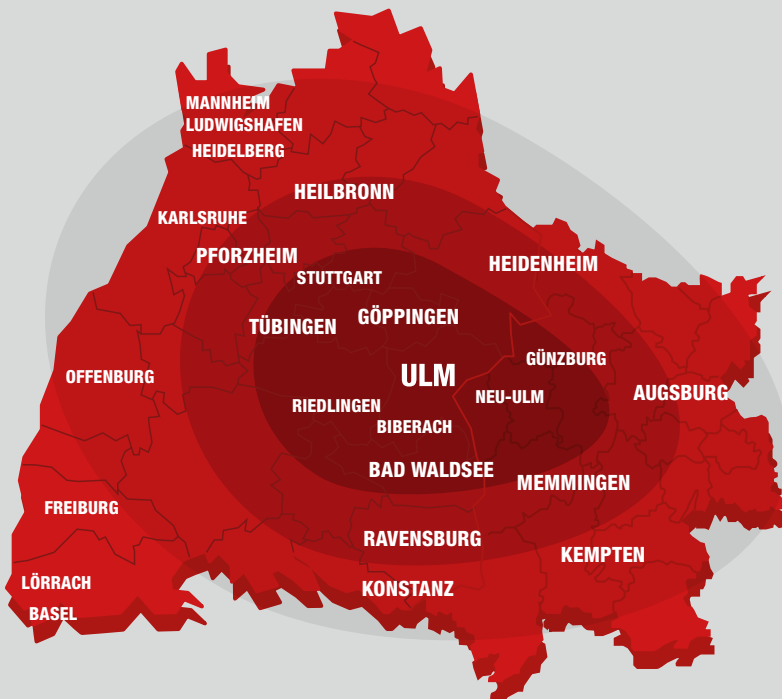 MANNHEIM
LUDWIGSHAFEN
HEIDELBERG
HEILBRONN
KARLSRUHE
PFORZHEIM
HEIDENHEIM
STUTTGART
GÖPPINGEN
TÜBINGEN
GÜNZBURG
ULM
OFFENBURG
AUGSBURG
NEU-ULM
RIEDLINGEN
BIBERACH
BAD WALDSEE
MEMMINGEN
FREIBURG
RAVENSBURG
KEMPTEN
LÖRRACH
KONSTANZ
BASEL